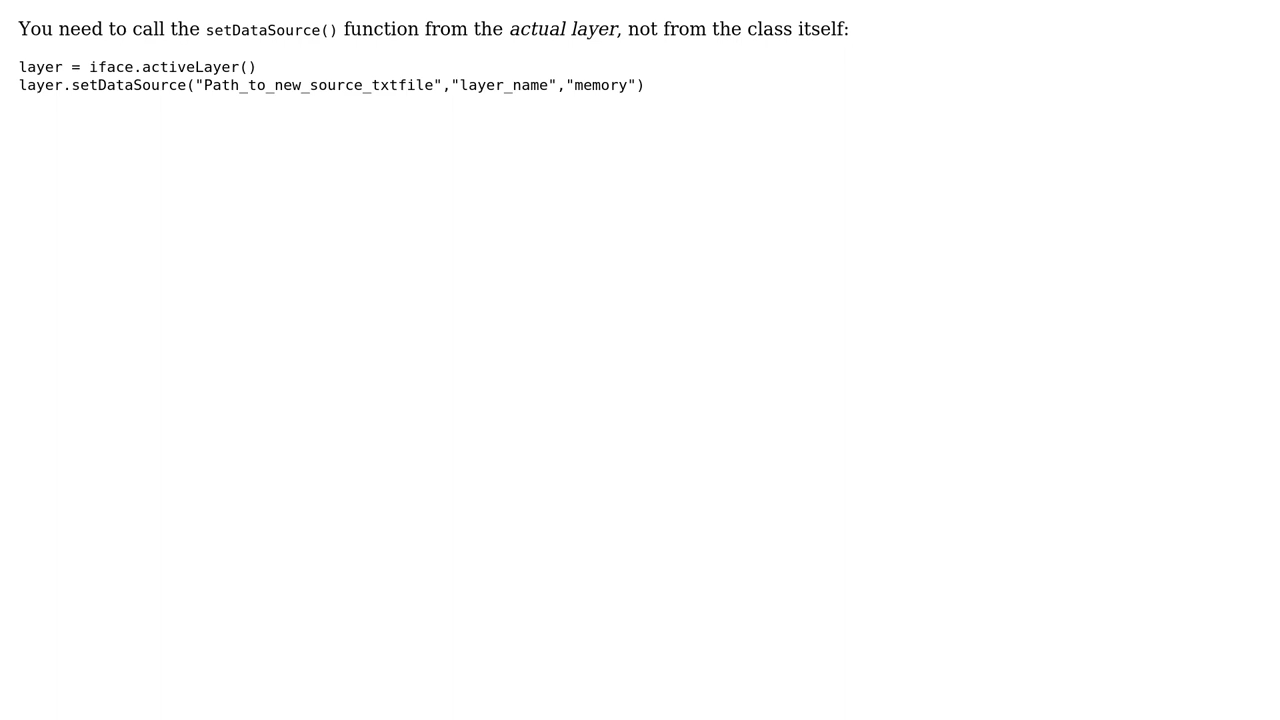 You need to call the setDataSource() function from the actual layer, not from the class itself:
layer = iface.activeLayer()
layer.setDataSource("Path_to_new_source_txtfile","layer_name","memory")